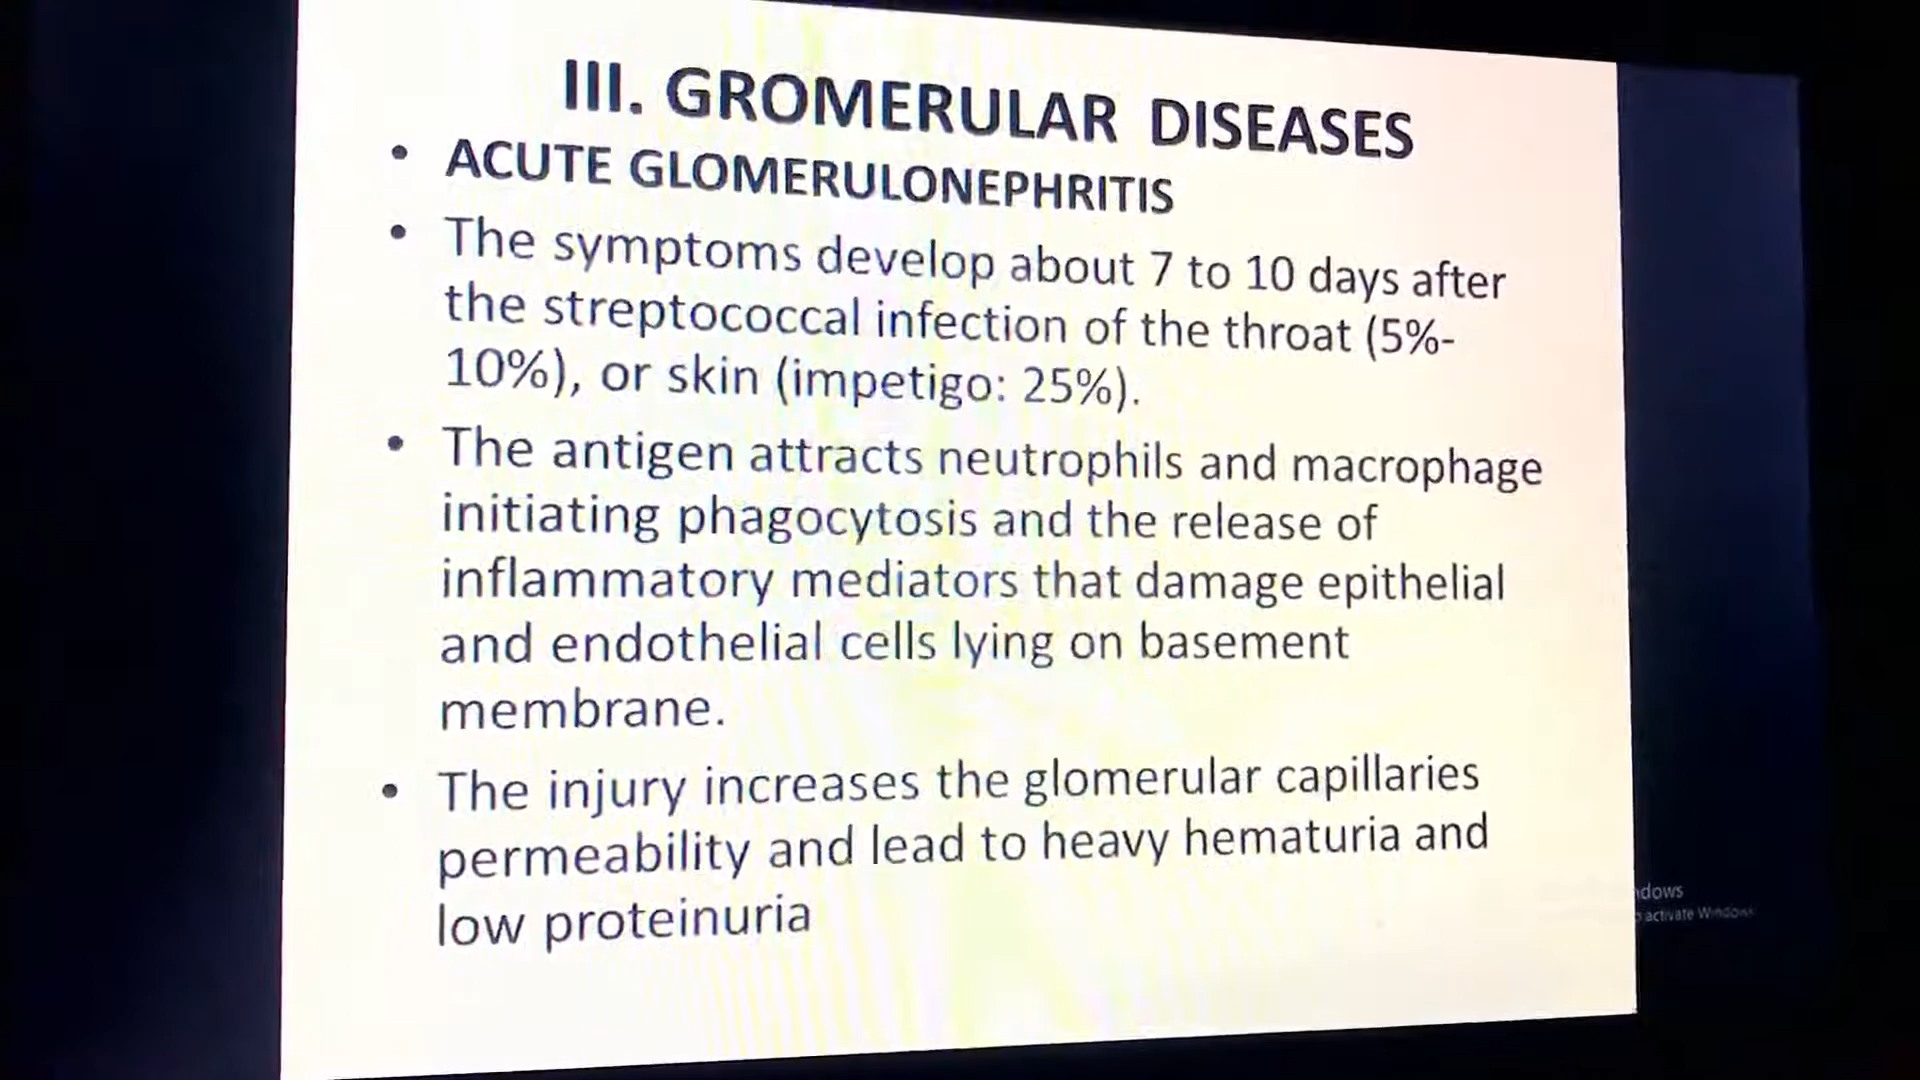 III. GROMERULAR DISEASES
• ACUTE GLOMERULONEPHRITIS
• The symptoms develop about 7 to 10 days after
the streptococcal infection of the throat (5%-
10%), or skin (impetigo: 25%).
• The antigen attracts neutrophils and macrophage
initiating phagocytosis and the release of
inflammatory mediators that damage epithelial
and endothelial cells lying on basement
membrane.
• The injury increases the glomerular capillaries
permeability and lead to heavy hematuria and
low proteinuria
activate Windows